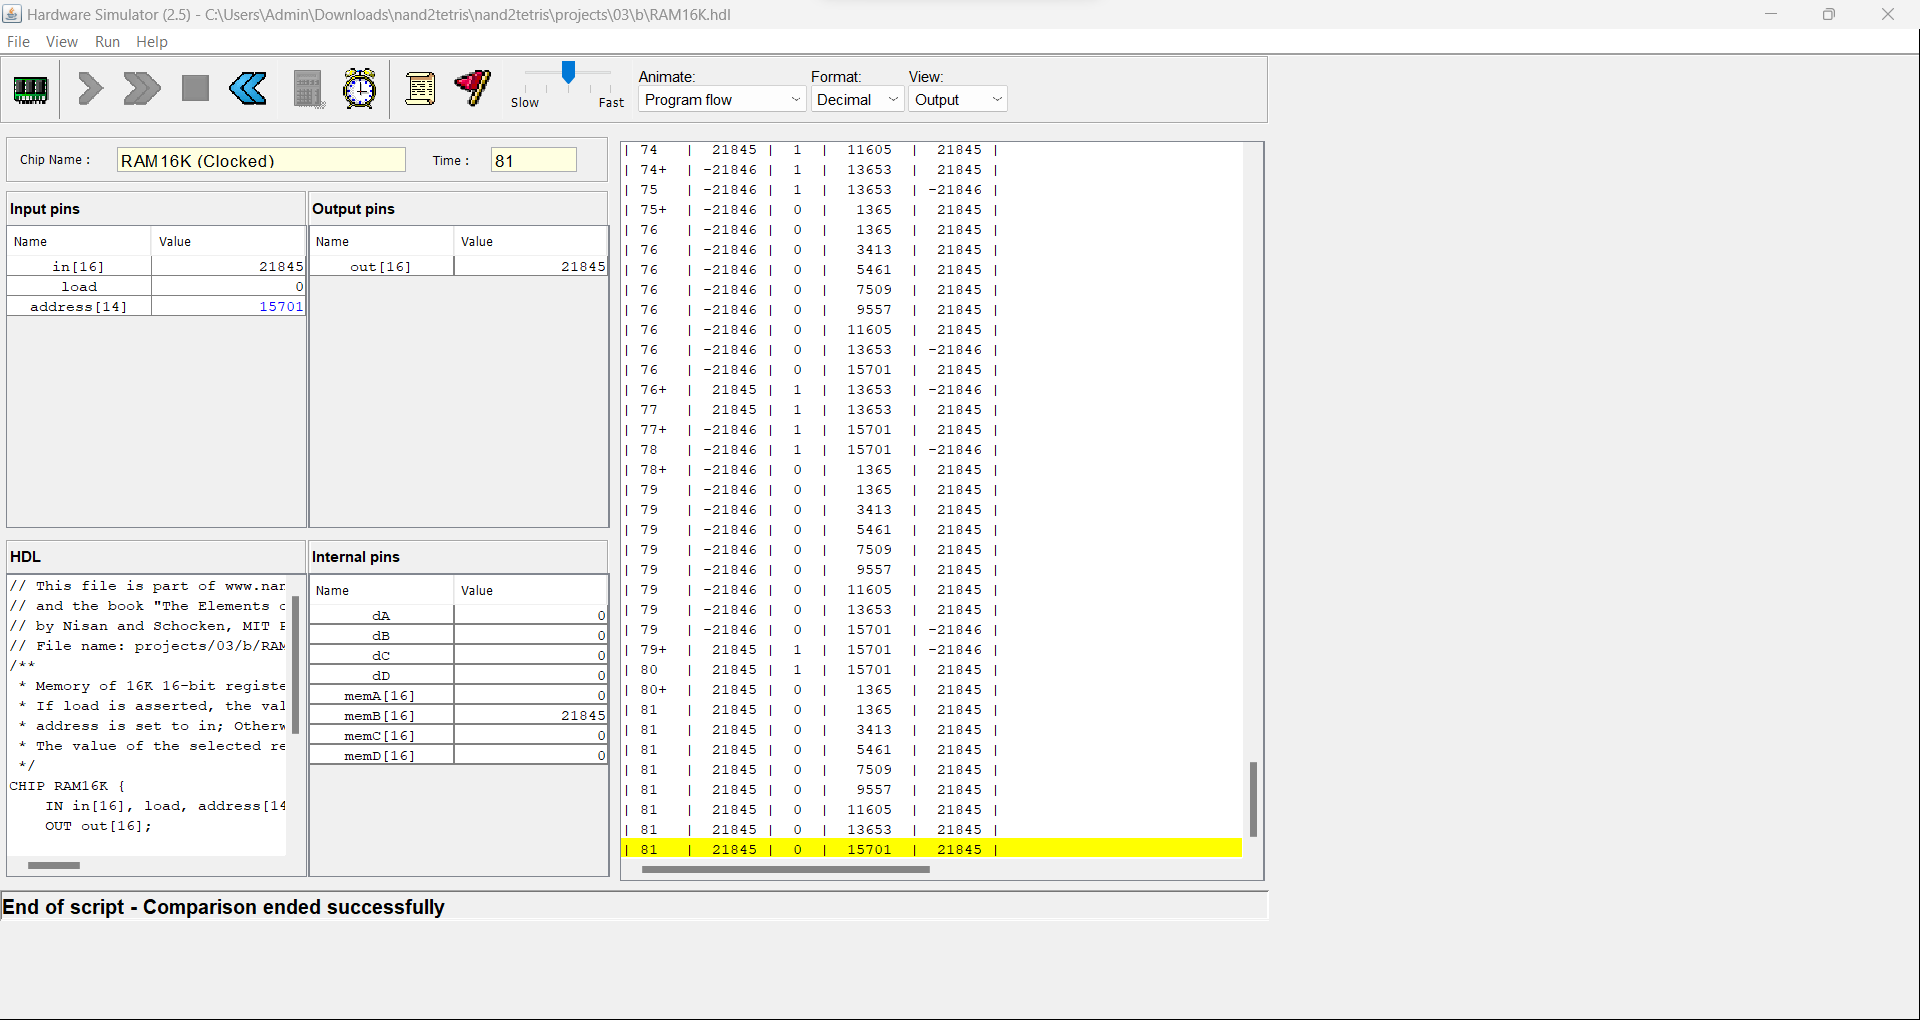 Hardware Simulator (2.5) - C:\Users\Admin\Downloads\nand2tetris\nand2tetris\projects\03\b\RAM16K.hdl
File View Run Help
Slow Fast
Animate: Format: View:
Program flow Decimal Output
Chip Name : RAM16K (Clocked) Time : 81
Input pins
Name Value
in[16] 21845
load 0
address[14] 15701
Output pins
Name Value
out[16] 21845
HDL
// This file is part of www.nan
// and the book "The Elements o
// by Nisan and Schocken, MIT P
// File name: projects/03/b/RAM
/**
* Memory of 16K 16-bit registe
* If load is asserted, the val
* address is set to in; Otherw
* The value of the selected re
*/
CHIP RAM16K {
IN in[16], load, address[14
OUT out[16];
Internal pins
Name Value
dA 0
dB 0
dC 0
dD 0
memA[16] 0
memB[16] 21845
memC[16] 0
memD[16] 0
| 74 | 21845 | 1 | 11605 | 21845 |
| 74+ | -21846 | 1 | 13653 | 21845 |
| 75 | -21846 | 1 | 13653 | -21846 |
| 75+ | -21846 | 0 | 1365 | 21845 |
| 76 | -21846 | 0 | 1365 | 21845 |
| 76 | -21846 | 0 | 3413 | 21845 |
| 76 | -21846 | 0 | 5461 | 21845 |
| 76 | -21846 | 0 | 7509 | 21845 |
| 76 | -21846 | 0 | 9557 | 21845 |
| 76 | -21846 | 0 | 11605 | 21845 |
| 76 | -21846 | 0 | 13653 | -21846 |
| 76 | -21846 | 0 | 15701 | 21845 |
| 76+ | 21845 | 1 | 13653 | -21846 |
| 77 | 21845 | 1 | 13653 | 21845 |
| 77+ | -21846 | 1 | 15701 | 21845 |
| 78 | -21846 | 1 | 15701 | -21846 |
| 78+ | -21846 | 0 | 1365 | 21845 |
| 79 | -21846 | 0 | 1365 | 21845 |
| 79 | -21846 | 0 | 3413 | 21845 |
| 79 | -21846 | 0 | 5461 | 21845 |
| 79 | -21846 | 0 | 7509 | 21845 |
| 79 | -21846 | 0 | 9557 | 21845 |
| 79 | -21846 | 0 | 11605 | 21845 |
| 79 | -21846 | 0 | 13653 | 21845 |
| 79 | -21846 | 0 | 15701 | -21846 |
| 79+ | 21845 | 1 | 15701 | -21846 |
| 80 | 21845 | 1 | 15701 | 21845 |
| 80+ | 21845 | 0 | 1365 | 21845 |
| 81 | 21845 | 0 | 1365 | 21845 |
| 81 | 21845 | 0 | 3413 | 21845 |
| 81 | 21845 | 0 | 5461 | 21845 |
| 81 | 21845 | 0 | 7509 | 21845 |
| 81 | 21845 | 0 | 9557 | 21845 |
| 81 | 21845 | 0 | 11605 | 21845 |
| 81 | 21845 | 0 | 13653 | 21845 |
| 81 | 21845 | 0 | 15701 | 21845 |
End of script - Comparison ended successfully